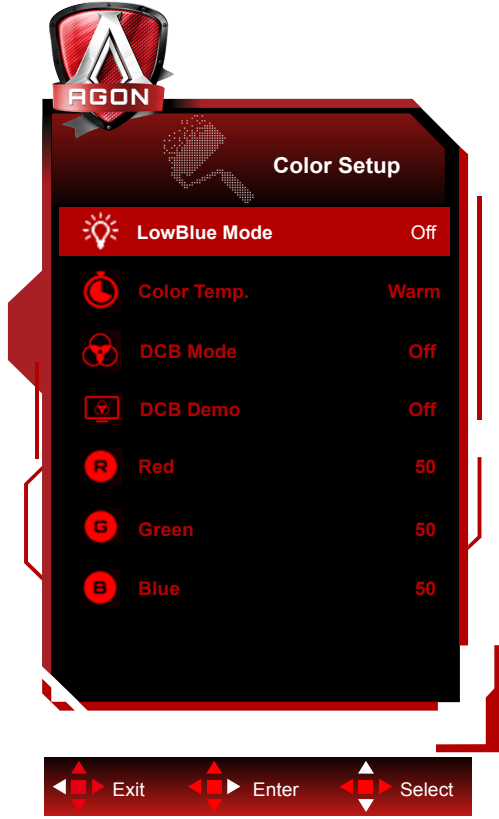 AGON
Color Setup
LowBlue Mode Off
Color Temp. Warm
DCB Mode Off
DCB Demo Off
R Red 50
G Green 50
B Blue 50
Exit Enter Select